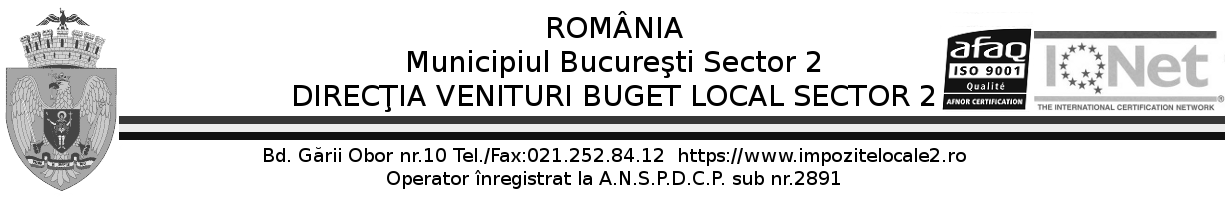 ROMÂNIA
Municipiul Bucureşti Sector 2
DIRECŢIA VENITURI BUGET LOCAL SECTOR 2
afaq
ISO 9001
Qualité
AFNOR CERTIFICATION
IQNet
THE INTERNATIONAL CERTIFICATION NETWORK
®
Bd. Gării Obor nr.10 Tel./Fax:021.252.84.12  https://www.impozitelocale2.ro
Operator înregistrat la A.N.S.P.D.C.P. sub nr.2891